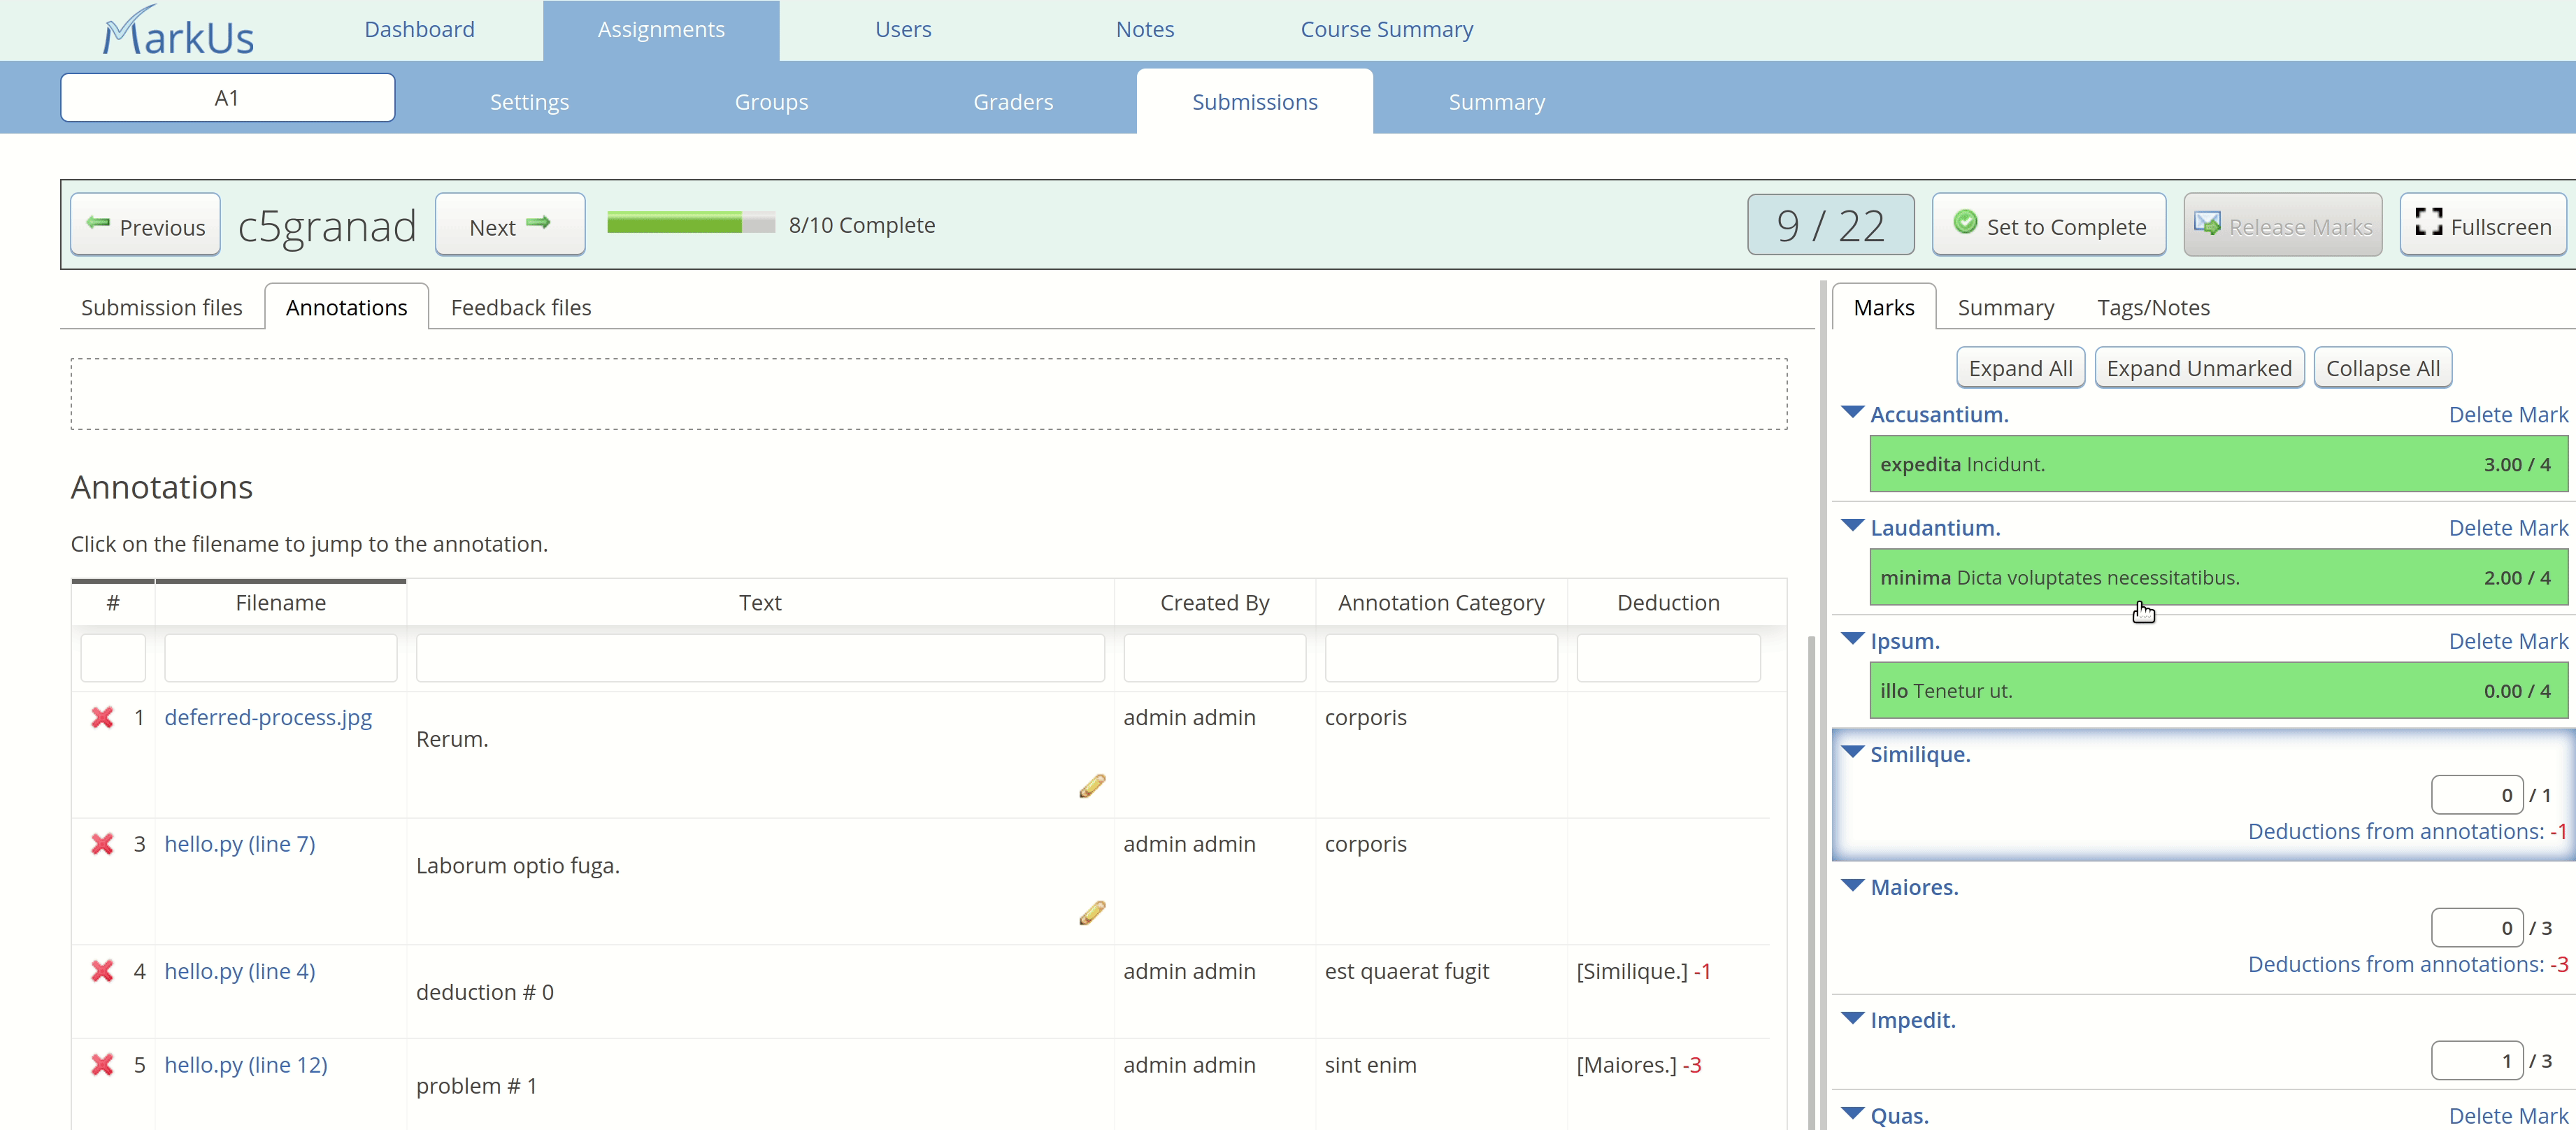 MarkUs
Dashboard Assignments Users Notes Course Summary
A1 Settings Groups Graders Submissions Summary
Previous c5granad Next 8/10 Complete 9 / 22 Set to Complete Release Marks Fullscreen
Submission files Annotations Feedback files
Annotations
Click on the filename to jump to the annotation.
# Filename Text Created By Annotation Category Deduction
1 deferred-process.jpg Rerum. admin admin corporis
3 hello.py (line 7) Laborum optio fuga. admin admin corporis
4 hello.py (line 4) deduction # 0 admin admin est quaerat fugit [Similique.] -1
5 hello.py (line 12) problem # 1 admin admin sint enim [Maiores.] -3
Marks Summary Tags/Notes
Expand All Expand Unmarked Collapse All
Accusantium. Delete Mark
expedita Incidunt. 3.00 / 4
Laudantium. Delete Mark
minima Dicta voluptates necessitatibus. 2.00 / 4
Ipsum. Delete Mark
illo Tenetur ut. 0.00 / 4
Similique.
0 / 1
Deductions from annotations: -1
Maiores.
0 / 3
Deductions from annotations: -3
Impedit.
1 / 3
Quas. Delete Mark